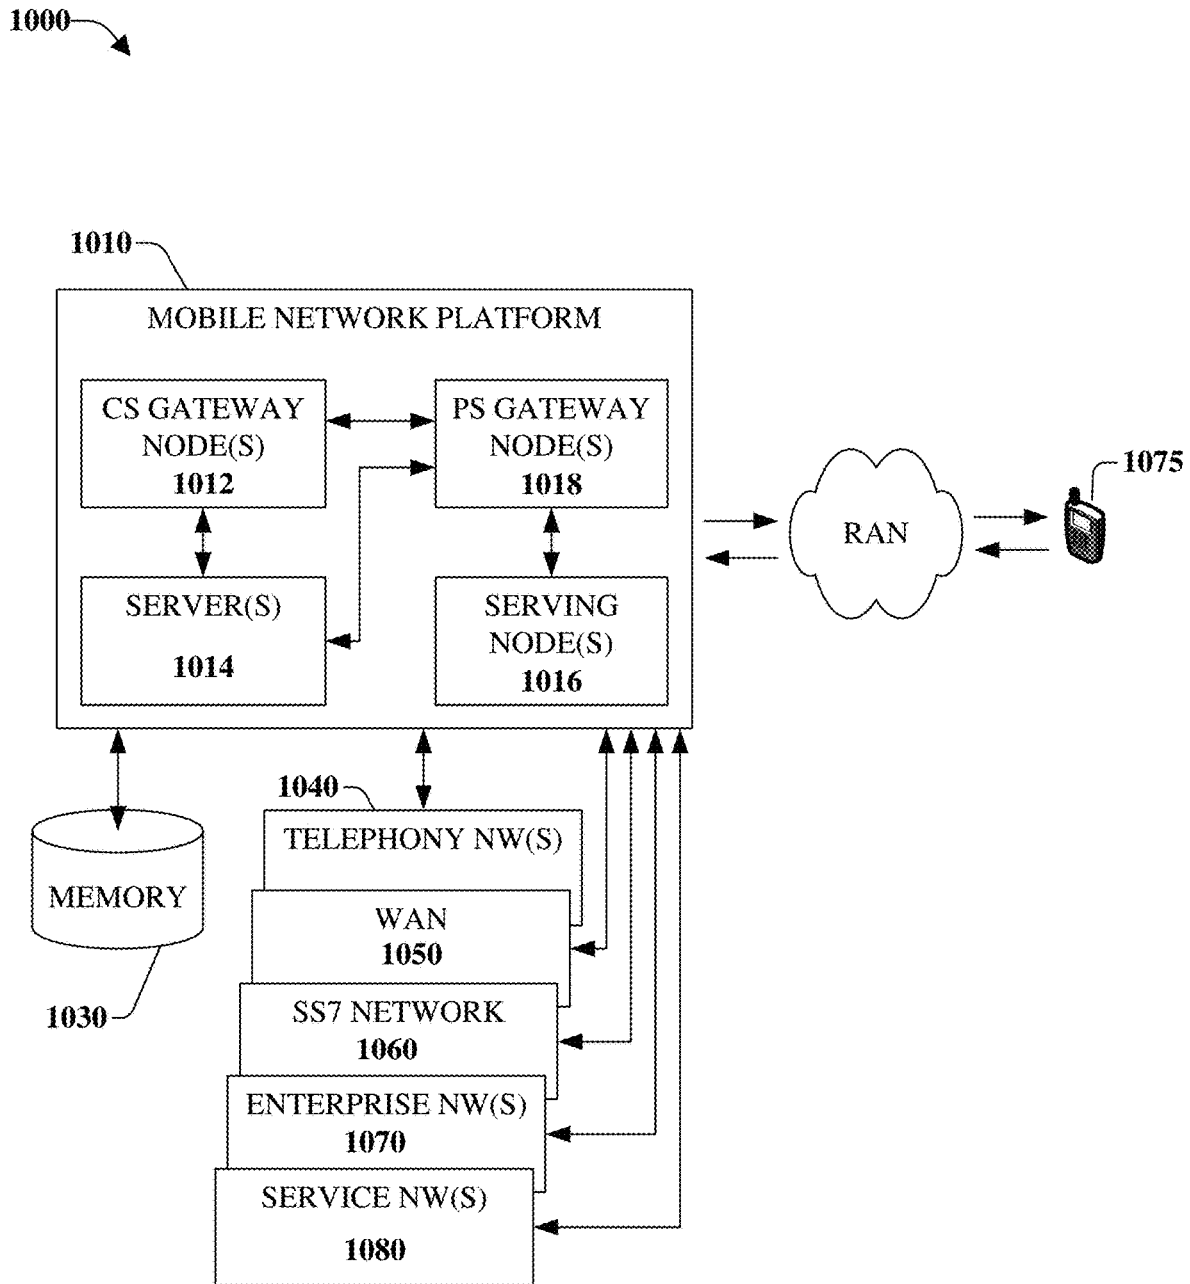 1000
1010
MOBILE NETWORK PLATFORM
CS GATEWAY
NODE(S)
1012
PS GATEWAY
NODE(S)
1018
SERVER(S)
1014
SERVING
NODE(S)
1016
RAN
1075
1040
TELEPHONY NW(S)
MEMORY
1030
WAN
1050
SS7 NETWORK
1060
ENTERPRISE NW(S)
1070
SERVICE NW(S)
1080